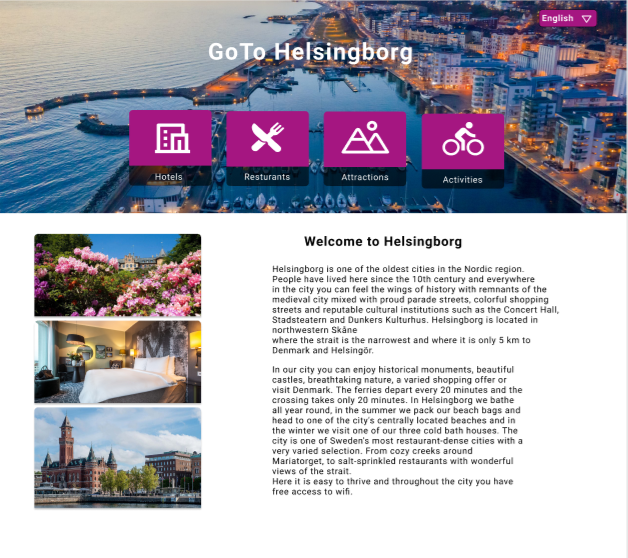 English
GoTo Helsingborg
Hotels
Resturants
Attractions
Activities
Welcome to Helsingborg
Helsingborg is one of the oldest cities in the Nordic region.
People have lived here since the 10th century and everywhere
in the city you can feel the wings of history with remnants of the
medieval city mixed with proud parade streets, colorful shopping
streets and reputable cultural institutions such as the Concert Hall,
Stadsteatern and Dunkers Kulturhus. Helsingborg is located in
northwestern Skåne
where the strait is the narrowest and where it is only 5 km to
Denmark and Helsingör.
In our city you can enjoy historical monuments, beautiful
castles, breathtaking nature, a varied shopping offer or
visit Denmark. The ferries depart every 20 minutes and the
crossing takes only 20 minutes. In Helsingborg we bathe
all year round, in the summer we pack our beach bags and
head to one of the city's centrally located beaches and in
the winter we visit one of our three cold bath houses. The
city is one of Sweden's most restaurant-dense cities with a
very varied selection. From cozy creeks around
Mariatorget, to salt-sprinkled restaurants with wonderful
views of the strait.
Here it is easy to thrive and throughout the city you have
free access to wifi.